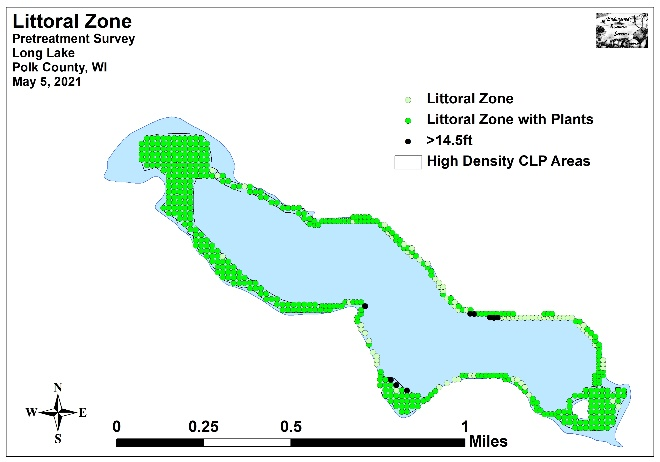 Littoral Zone
Pretreatment Survey
Long Lake
Polk County, WI
May 5, 2021
Littoral Zone
Littoral Zone with Plants
>14.5ft
High Density CLP Areas
N
W E
S
0 0.25 0.5 1
Miles